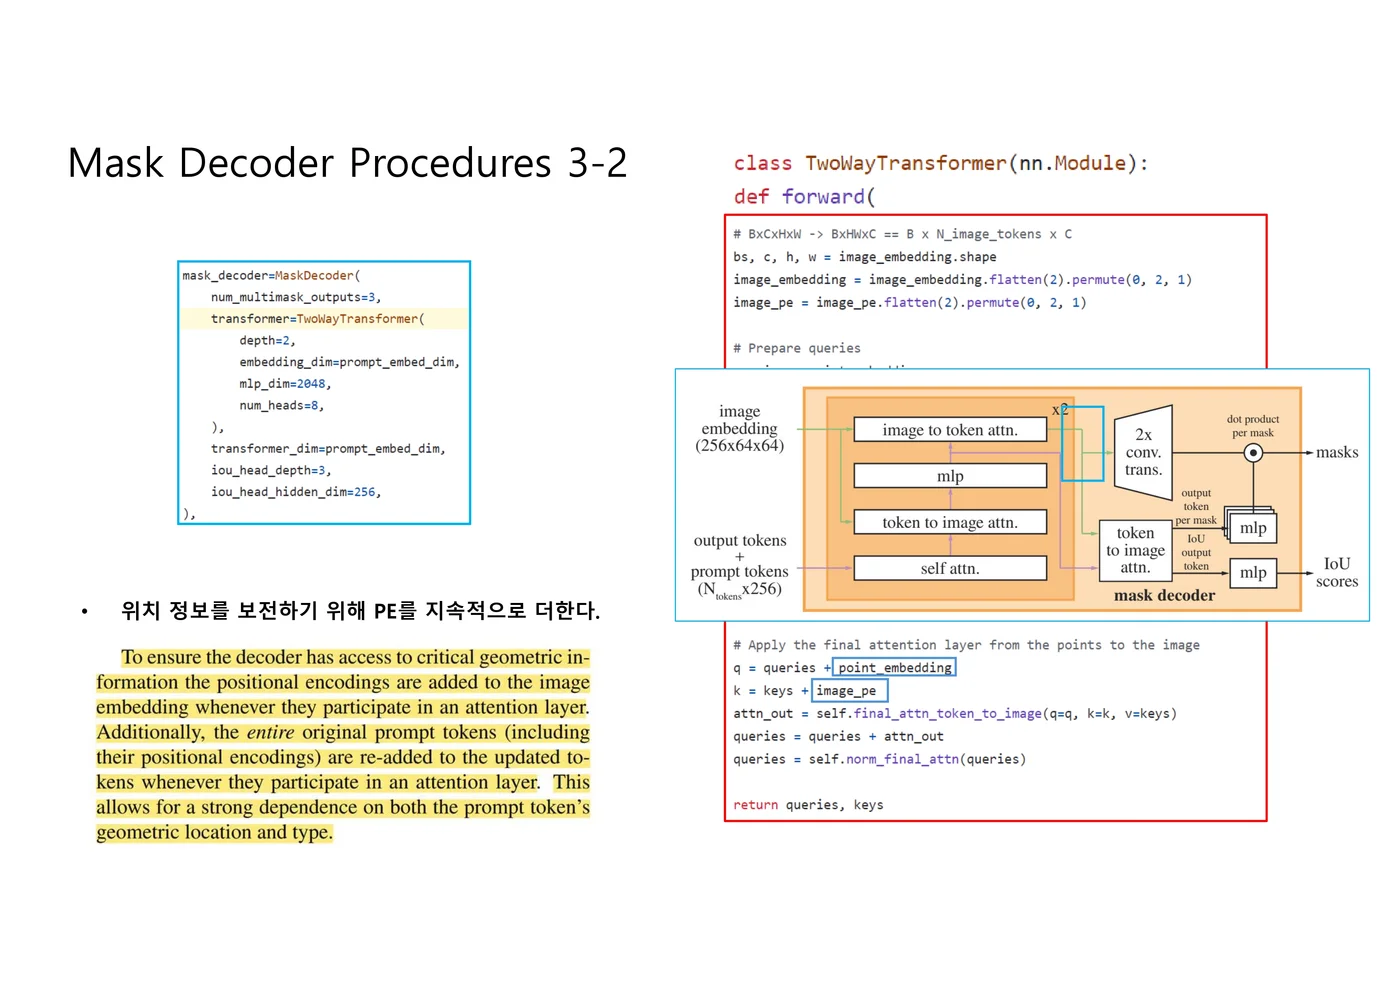 Mask Decoder Procedures 3-2
mask_decoder=MaskDecoder(
num_multimask_outputs=3,
transformer=TwoWayTransformer(
depth=2,
embedding_dim=prompt_embed_dim,
mlp_dim=2048,
num_heads=8,
),
transformer_dim=prompt_embed_dim,
iou_head_depth=3,
iou_head_hidden_dim=256,
),
• 위치 정보를 보전하기 위해 PE를 지속적으로 더한다.
To ensure the decoder has access to critical geometric in-
formation the positional encodings are added to the image
embedding whenever they participate in an attention layer.
Additionally, the entire original prompt tokens (including
their positional encodings) are re-added to the updated to-
kens whenever they participate in an attention layer. This
allows for a strong dependence on both the prompt token’s
geometric location and type.
class TwoWayTransformer(nn.Module):
def forward(
# BxCxHxW -> BxHWxC == B x N_image_tokens x C
bs, c, h, w = image_embedding.shape
image_embedding = image_embedding.flatten(2).permute(0, 2, 1)
image_pe = image_pe.flatten(2).permute(0, 2, 1)
# Prepare queries
image
embedding
(256x64x64)
output tokens
+
prompt tokens
(Ntokensx256)
x2
image to token attn.
mlp
token to image attn.
self attn.
2x
conv.
trans.
token
to image
attn.
dot product
per mask
output
token
per mask
IoU
output
token
mlp
mlp
mask decoder
masks
IoU
scores
# Apply the final attention layer from the points to the image
q = queries + point_embedding
k = keys + image_pe
attn_out = self.final_attn_token_to_image(q=q, k=k, v=keys)
queries = queries + attn_out
queries = self.norm_final_attn(queries)
return queries, keys